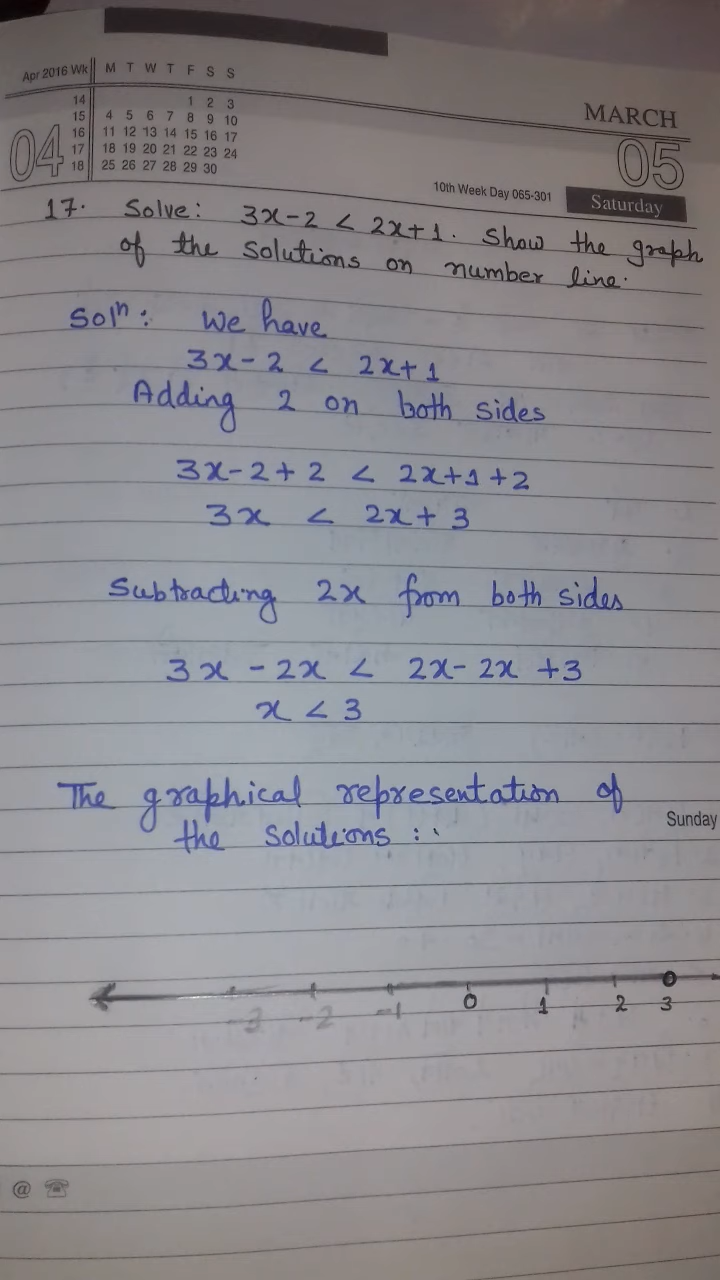 Apr 2016 Wk M T W T F S S
14 1 2 3
15 4 5 6 7 8 9 10
16 11 12 13 14 15 16 17
17 18 19 20 21 22 23 24
18 25 26 27 28 29 30
04
MARCH
05
10th Week Day 065-301
Saturday
17. Solve: 3x-2 < 2x+1. Show the graph
of the solutions on number line.
Solⁿ: We have
3x-2 < 2x+1
Adding 2 on both sides
3x-2+2 < 2x+1+2
3x < 2x+3
Subtracting 2x from both sides
3x-2x < 2x-2x+3
x < 3
The graphical representation of
the solutions :.
Sunday
-3 -2 -1 0 1 2 3
@ ☎